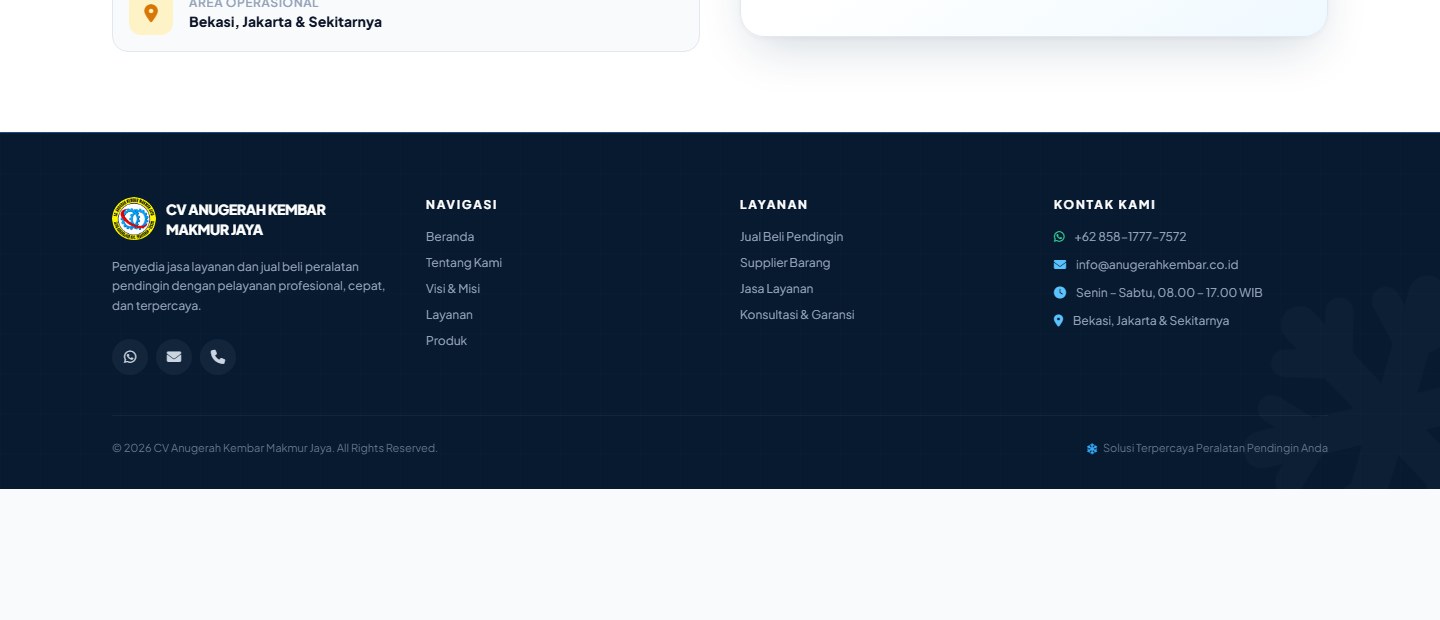 AREA OPERASIONAL
Bekasi, Jakarta & Sekitarnya
CV ANUGERAH KEMBAR
MAKMUR JAYA
Penyedia jasa layanan dan jual beli peralatan
pendingin dengan pelayanan profesional, cepat,
dan terpercaya.
NAVIGASI
Beranda
Tentang Kami
Visi & Misi
Layanan
Produk
LAYANAN
Jual Beli Pendingin
Supplier Barang
Jasa Layanan
Konsultasi & Garansi
KONTAK KAMI
+62 858-1777-7572
info@anugerahkembar.co.id
Senin – Sabtu, 08.00 – 17.00 WIB
Bekasi, Jakarta & Sekitarnya
© 2026 CV Anugerah Kembar Makmur Jaya. All Rights Reserved.
Solusi Terpercaya Peralatan Pendingin Anda